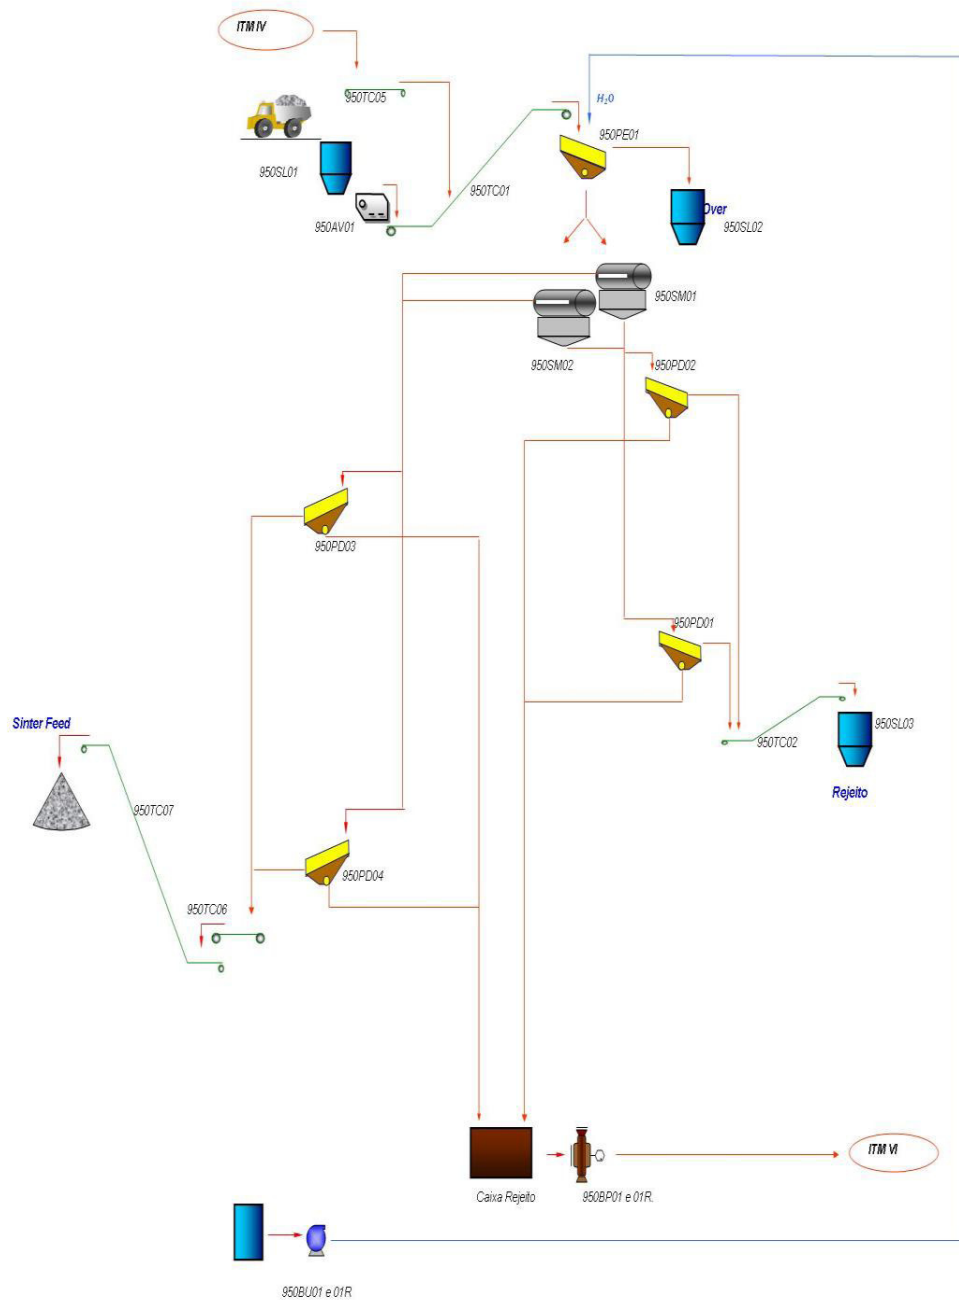 ITM IV
950TC05
H₂O
950PE01
950SL01
950TC01
950AV01
Over
950SL02
950SM01
950SM02
950PD02
950PD03
950PD01
Sinter Feed
950SL03
950TC02
950TC07
Rejeito
950PD04
950TC06
ITM VI
Caixa Rejeito
950BP01 e 01R.
950BU01 e 01R